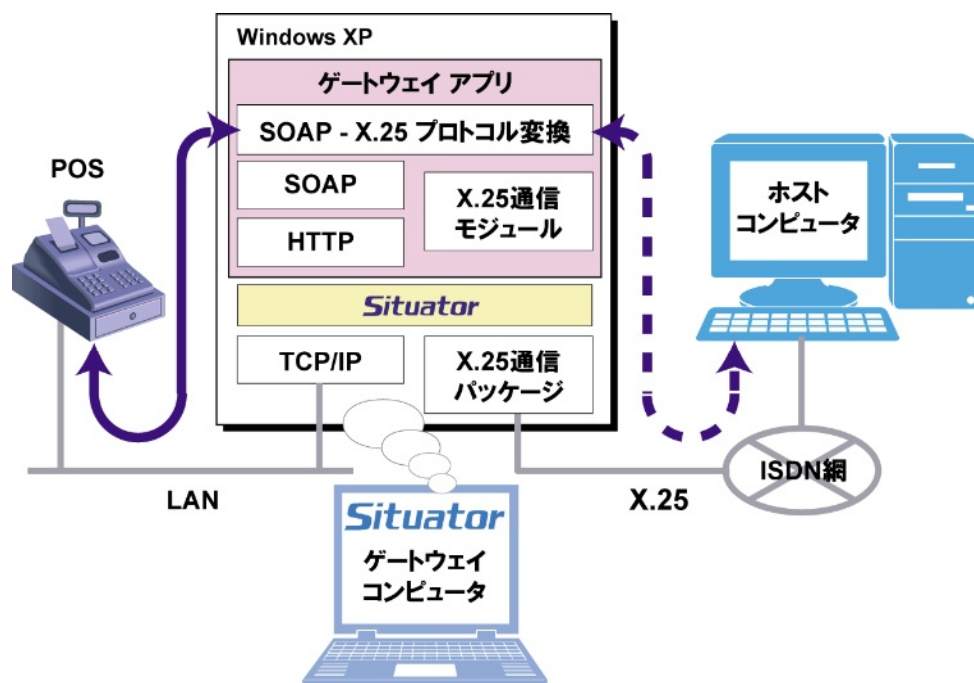 Windows XP
ゲートウェイ アプリ
SOAP - X.25 プロトコル変換
SOAP
HTTP
X.25通信
モジュール
Situator
TCP/IP
X.25通信
パッケージ
POS
ホスト
コンピュータ
LAN
X.25
ISDN網
Situator
ゲートウェイ
コンピュータ